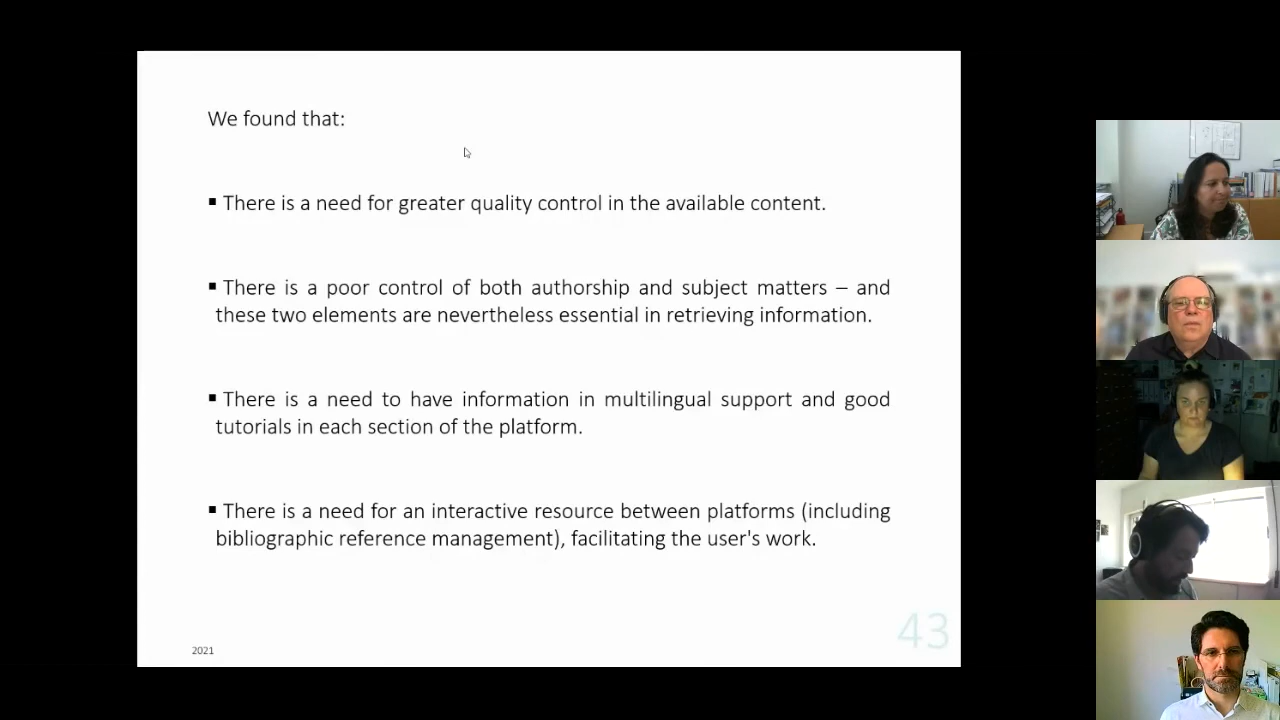 We found that:
▪ There is a need for greater quality control in the available content.
▪ There is a poor control of both authorship and subject matters – and
these two elements are nevertheless essential in retrieving information.
▪ There is a need to have information in multilingual support and good
tutorials in each section of the platform.
▪ There is a need for an interactive resource between platforms (including
bibliographic reference management), facilitating the user's work.
43
2021